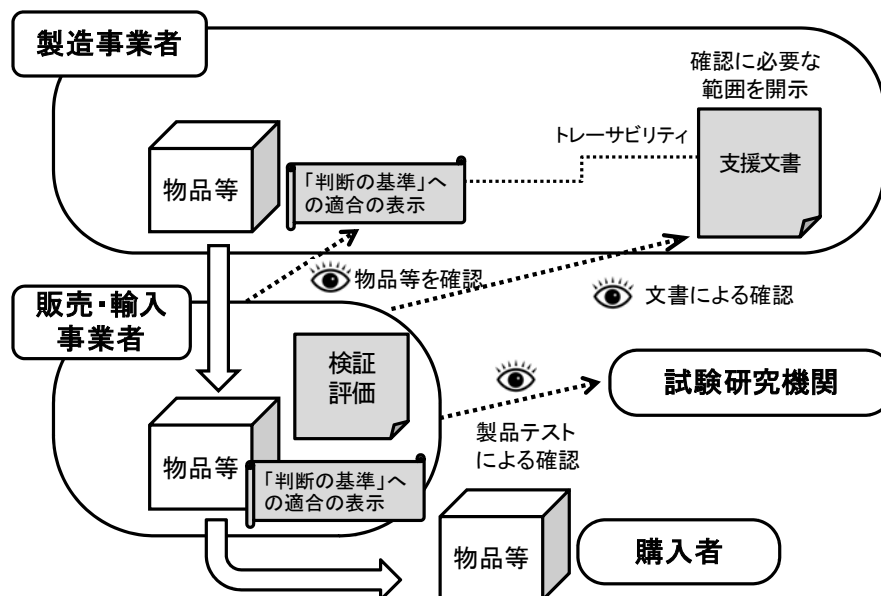 製造事業者
確認に必要な
範囲を開示
トレーサビリティ
支援文書
物品等
「判断の基準」へ
の適合の表示
物品等を確認
文書による確認
販売・輸入
事業者
検証
評価
試験研究機関
製品テスト
による確認
物品等
「判断の基準」へ
の適合の表示
物品等
購入者